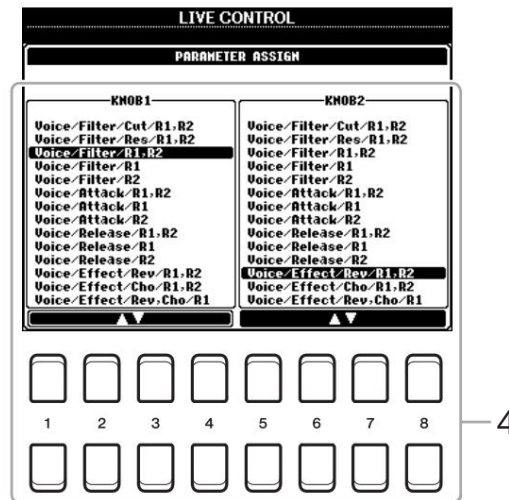 LIVE CONTROL
PARAMETER ASSIGN
KNOB1
Voice/Filter/Cut/R1,R2
Voice/Filter/Res/R1,R2
Voice/Filter/R1,R2
Voice/Filter/R1
Voice/Filter/R2
Voice/Attack/R1,R2
Voice/Attack/R1
Voice/Attack/R2
Voice/Release/R1,R2
Voice/Release/R1
Voice/Release/R2
Voice/Effect/Rev/R1,R2
Voice/Effect/Cho/R1,R2
Voice/Effect/Rev,Cho/R1
▲▼
KNOB2
Voice/Filter/Cut/R1,R2
Voice/Filter/Res/R1,R2
Voice/Filter/R1,R2
Voice/Filter/R1
Voice/Filter/R2
Voice/Attack/R1,R2
Voice/Attack/R1
Voice/Attack/R2
Voice/Release/R1,R2
Voice/Release/R1
Voice/Release/R2
Voice/Effect/Rev/R1,R2
Voice/Effect/Cho/R1,R2
Voice/Effect/Rev,Cho/R1
▲▼
1 2 3 4 5 6 7 8
4